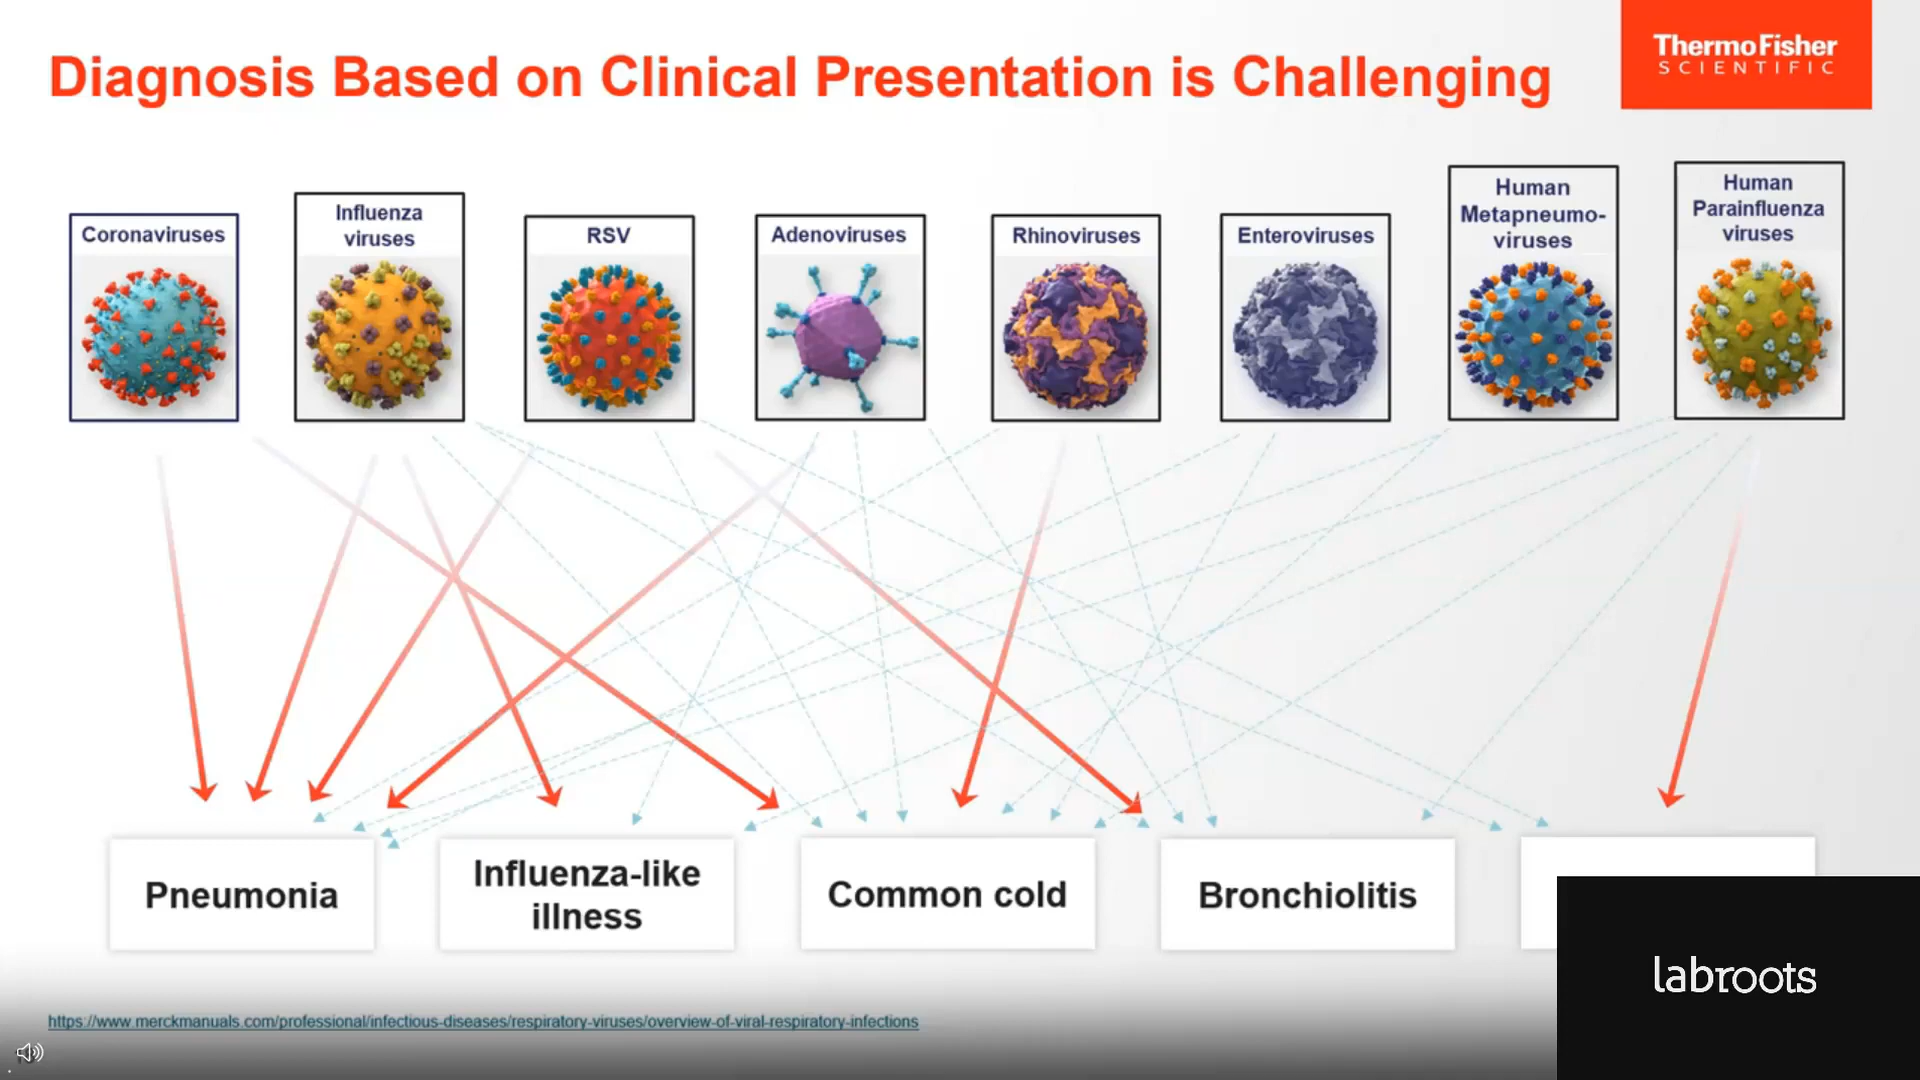 Diagnosis Based on Clinical Presentation is Challenging
ThermoFisher
SCIENTIFIC
Coronaviruses
Influenza
viruses
RSV
Adenoviruses
Rhinoviruses
Enteroviruses
Human
Metapneumo-
viruses
Human
Parainfluenza
viruses
Pneumonia
Influenza-like
illness
Common cold
Bronchiolitis
labroots
https://www.merckmanuals.com/professional/infectious-diseases/respiratory-viruses/overview-of-viral-respiratory-infections